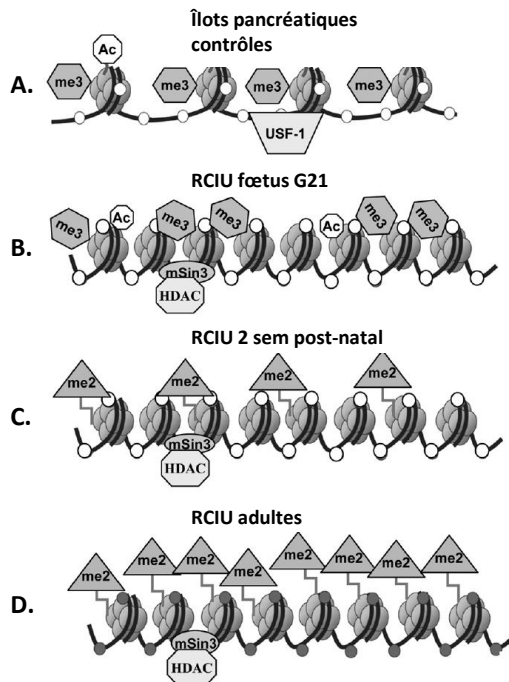 Îlots pancréatiques
contrôles
A.
Ac
me3 me3 me3 me3
USF-1
RCIU fœtus G21
B.
me3 Ac me3 me3 Ac me3 me3
mSin3
HDAC
RCIU 2 sem post-natal
C.
me2 me2 me2 me2
mSin3
HDAC
RCIU adultes
D.
me2 me2 me2 me2 me2 me2 me2 me2
mSin3
HDAC